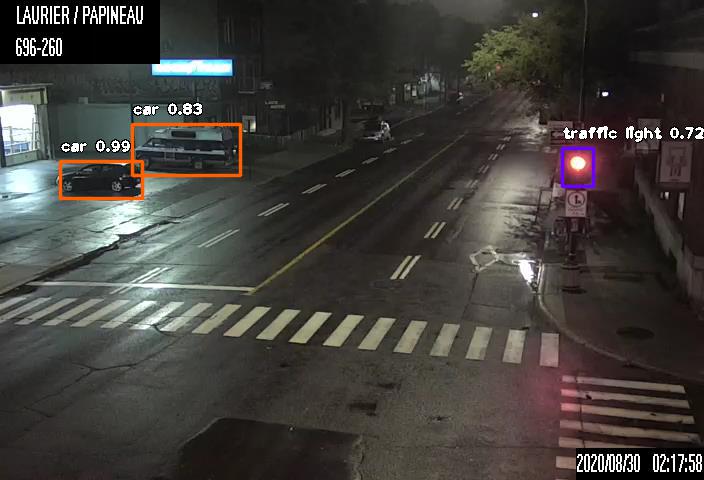 LAURIER / PAPINEAU
696-260
car 0.83
car 0.99
traffic light 0.72
2020/08/30 02:17:58